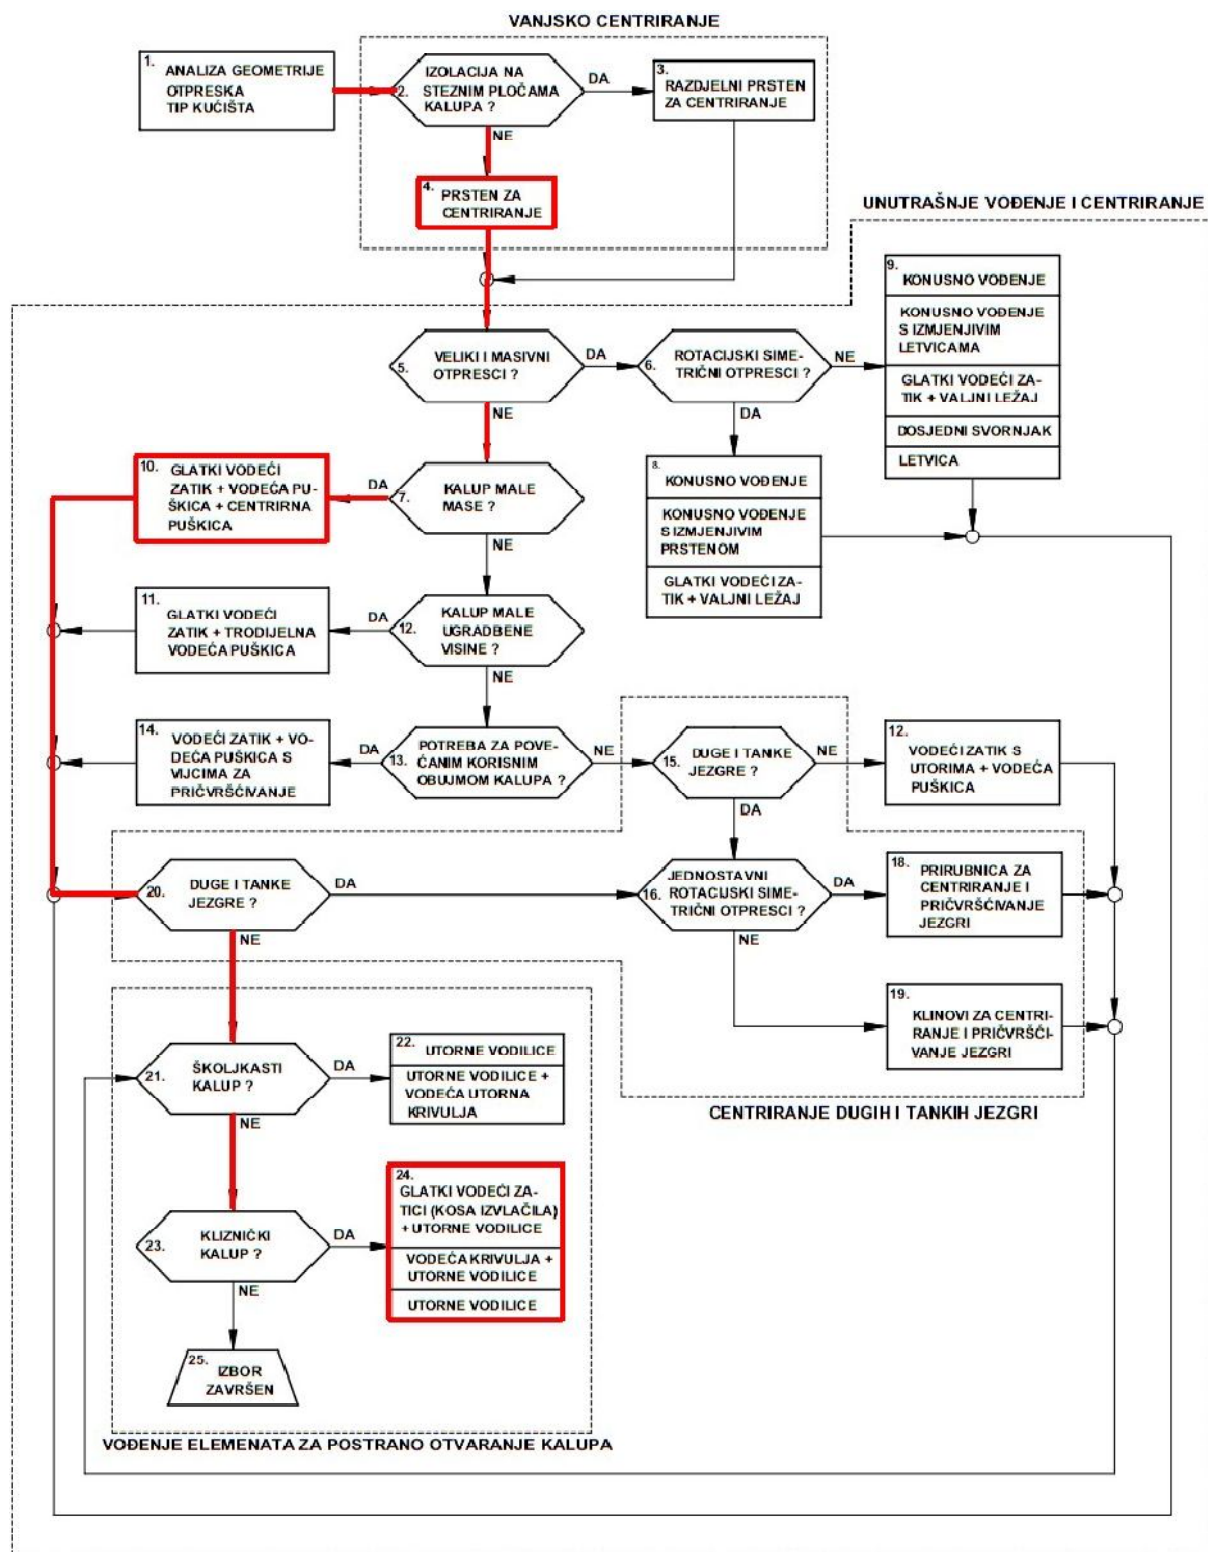 VANJSKO CENTRIRANJE
1. ANALIZA GEOMETRIJE
OTPRESKA
TIP KUĆIŠTA
IZOLACIJA NA
2. STEZNIM PLOČAMA
KALUPA ?
DA
3.
RAZDJELNI PRSTEN
ZA CENTRIRANJE
NE
4. PRSTEN ZA
CENTRIRANJE
UNUTRAŠNJE VOĐENJE I CENTRIRANJE
5. VELIKI I MASIVNI
OTPRESCI ?
DA
6. ROTACIJSKI SIME-
TRIČNI OTPRESCI ?
NE
9.
KONUSNO VOĐENJE
KONUSNO VOĐENJE
S IZMJENJIVIM
LETVICAMA
GLATKI VODEĆI ZA-
TIK + VALJNI LEŽAJ
DOSJEDNI SVORNJAK
LETVICA
NE
DA
8.
KONUSNO VOĐENJE
KONUSNO VOĐENJE
S IZMJENJIVIM
PRSTENOM
GLATKI VODEĆI ZA-
TIK + VALJNI LEŽAJ
10. GLATKI VODEĆI
ZATIK + VODEĆA PU-
ŠKICA + CENTRIRNA
PUŠKICA
DA
7. KALUP MALE
MASE ?
NE
11.
GLATKI VODEĆI
ZATIK + TRODIJELNA
VODEĆA PUŠKICA
DA
KALUP MALE
12. UGRADBENE
VISINE ?
NE
14. VODEĆI ZATIK + VO-
DEĆA PUŠKICA S
VIJCIMA ZA
PRIČVRŠĆIVANJE
DA
POTREBA ZA POVE-
13. ĆANIM KORISNIM
OBUJMOM KALUPA ?
NE
15. DUGE I TANKE
JEZGRE ?
NE
12.
VODEĆI ZATIK S
UTORIMA + VODEĆA
PUŠKICA
DA
20. DUGE I TANKE
JEZGRE ?
DA
JEDNOSTAVNI
16. ROTACIJSKI SIME-
TRIČNI OTPRESCI ?
DA
18. PRIRUBNICA ZA
CENTRIRANJE I
PRIČVRŠĆIVANJE
JEZGRI
NE
NE
19.
KLINOVI ZA CENTRI-
RANJE I PRIČVRŠĆI-
VANJE JEZGRI
CENTRIRANJE DUGIH I TANKIH JEZGRI
21. ŠKOLJKASTI
KALUP ?
DA
22.
UTORNE VODILICE
UTORNE VODILICE +
VODEĆA UTORNA
KRIVULJA
NE
23. KLIZNIČKI
KALUP ?
DA
24.
GLATKI VODEĆI ZA-
TICI (KOSA IZVLAČILA)
+ UTORNE VODILICE
VODEĆA KRIVULJA +
UTORNE VODILICE
UTORNE VODILICE
NE
25. IZBOR
ZAVRŠEN
VOĐENJE ELEMENATA ZA POSTRANO OTVARANJE KALUPA